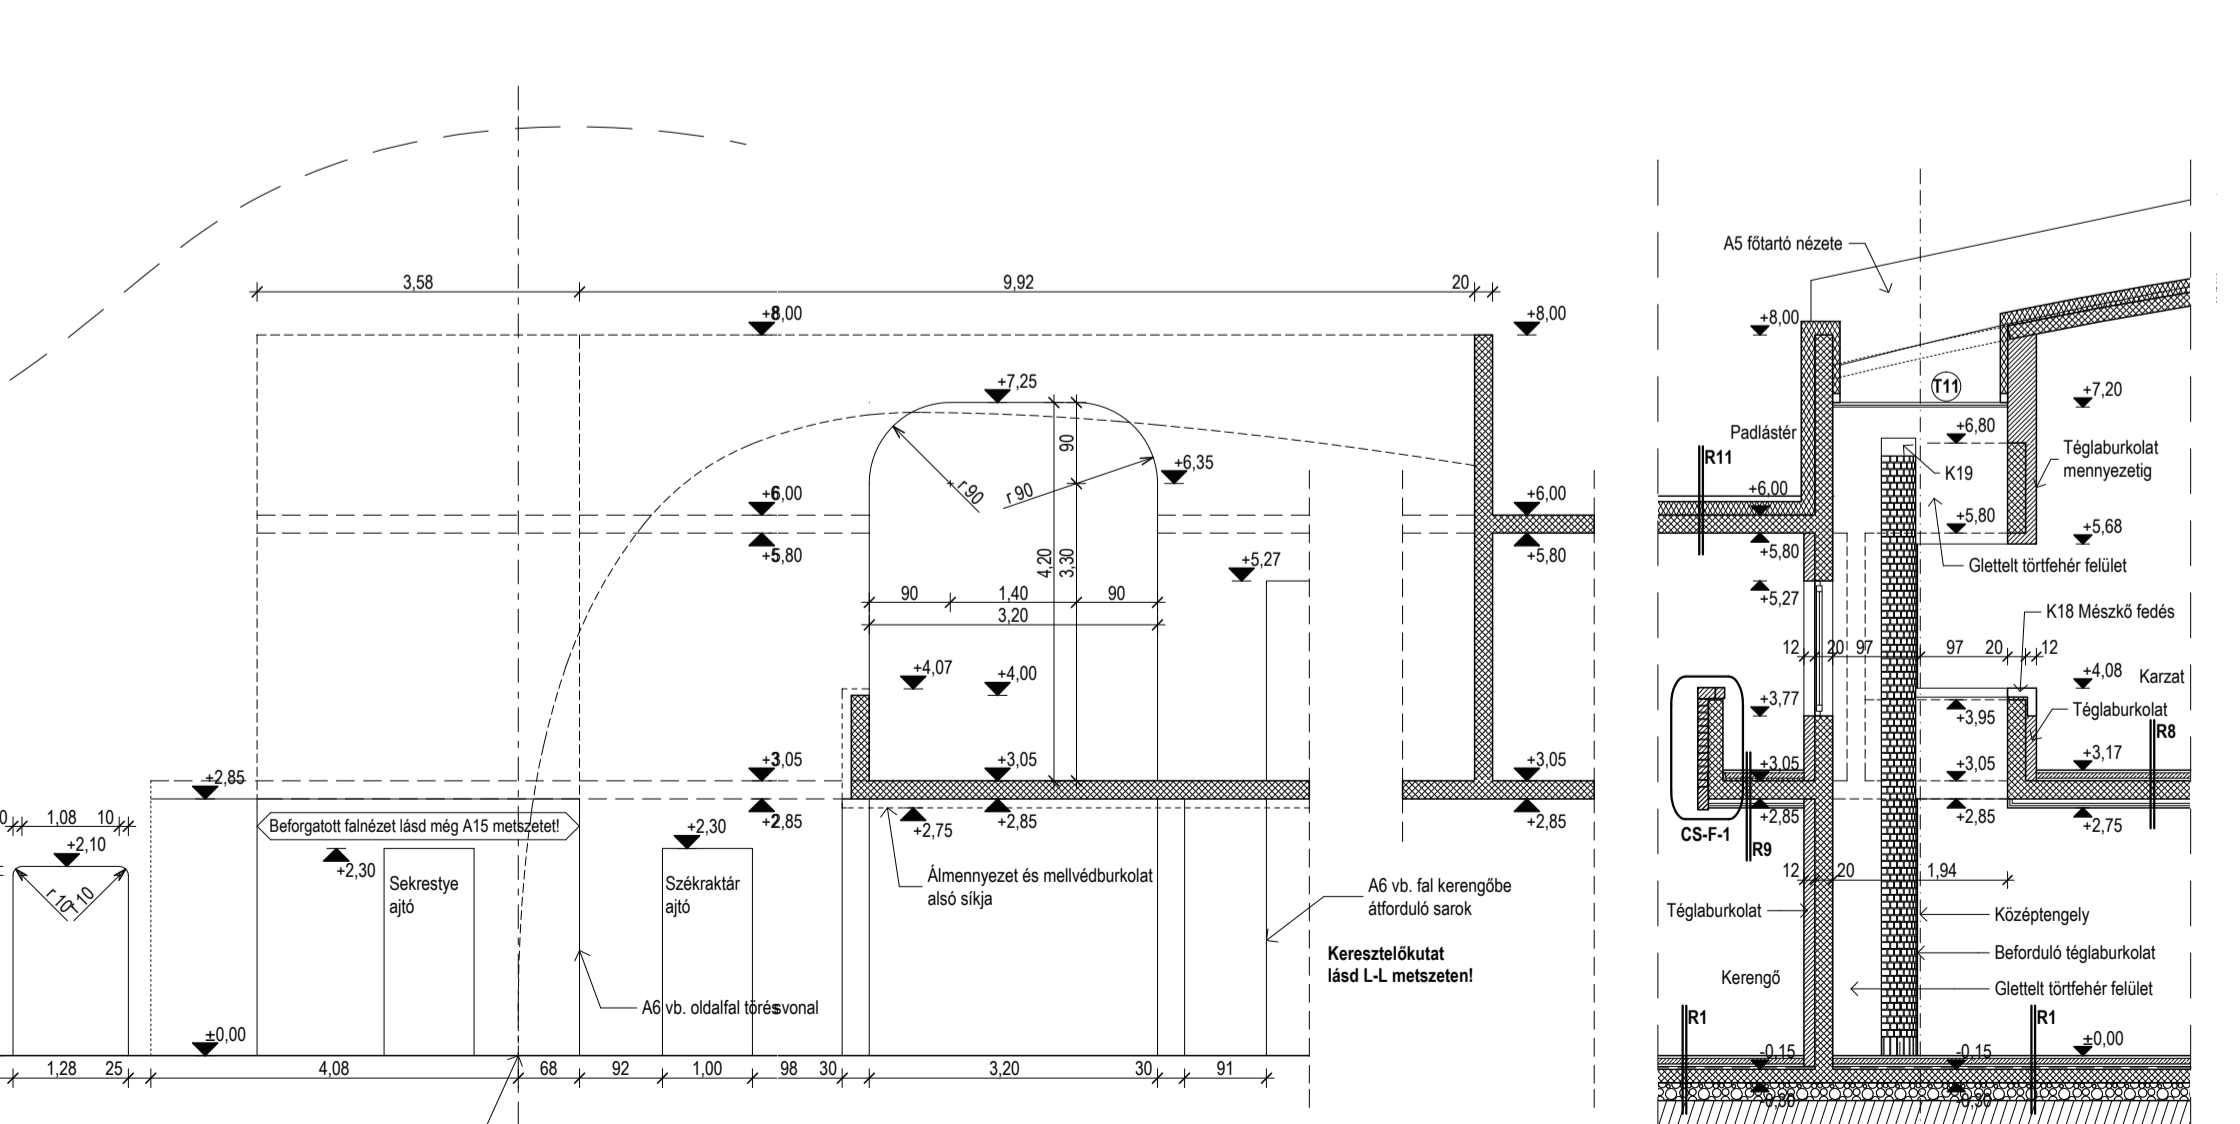 3,58
9,92
20
+8,00
+8,00
+7,25
90
r 90
r 90
+6,35
+6,00
+6,00
+5,80
+5,80
4,20
3,30
+5,27
90
1,40
90
3,20
+4,07
+4,00
+3,05
+3,05
+3,05
+2,85
+2,85
+2,85
+2,85
+2,75
1,08
10
+2,10
r 10
r 10
Beforgatott falnézet lásd még A15 metszetet!
+2,30
+2,30
Sekrestye
ajtó
Székraktár
ajtó
Álmennyezet és mellvédburkolat
alsó síkja
A6 vb. fal kerengőbe
átforduló sarok
Keresztelőkutat
lásd L-L metszeten!
A6 vb. oldalfal törésvonal
±0,00
1,28
25
4,08
68
92
1,00
98
30
3,20
30
91
A5 főtartó nézete
+8,00
T11
+7,20
Padlástér
+6,80
R11
K19
Téglaburkolat
mennyezetig
+6,00
+5,80
+5,68
+5,80
Glettelt törtfehér felület
+5,27
K18 Mészkő fedés
12
20
97
97
20
12
+4,08
Karzat
+3,77
+3,95
Téglaburkolat
R8
+3,05
+3,05
+3,17
+2,85
+2,85
+2,75
CS-F-1
R9
12
20
1,94
Téglaburkolat
Középtengely
Beforduló téglaburkolat
Kerengő
Glettelt törtfehér felület
R1
R1
±0,00
-0,15
-0,15
-0,30
-0,30